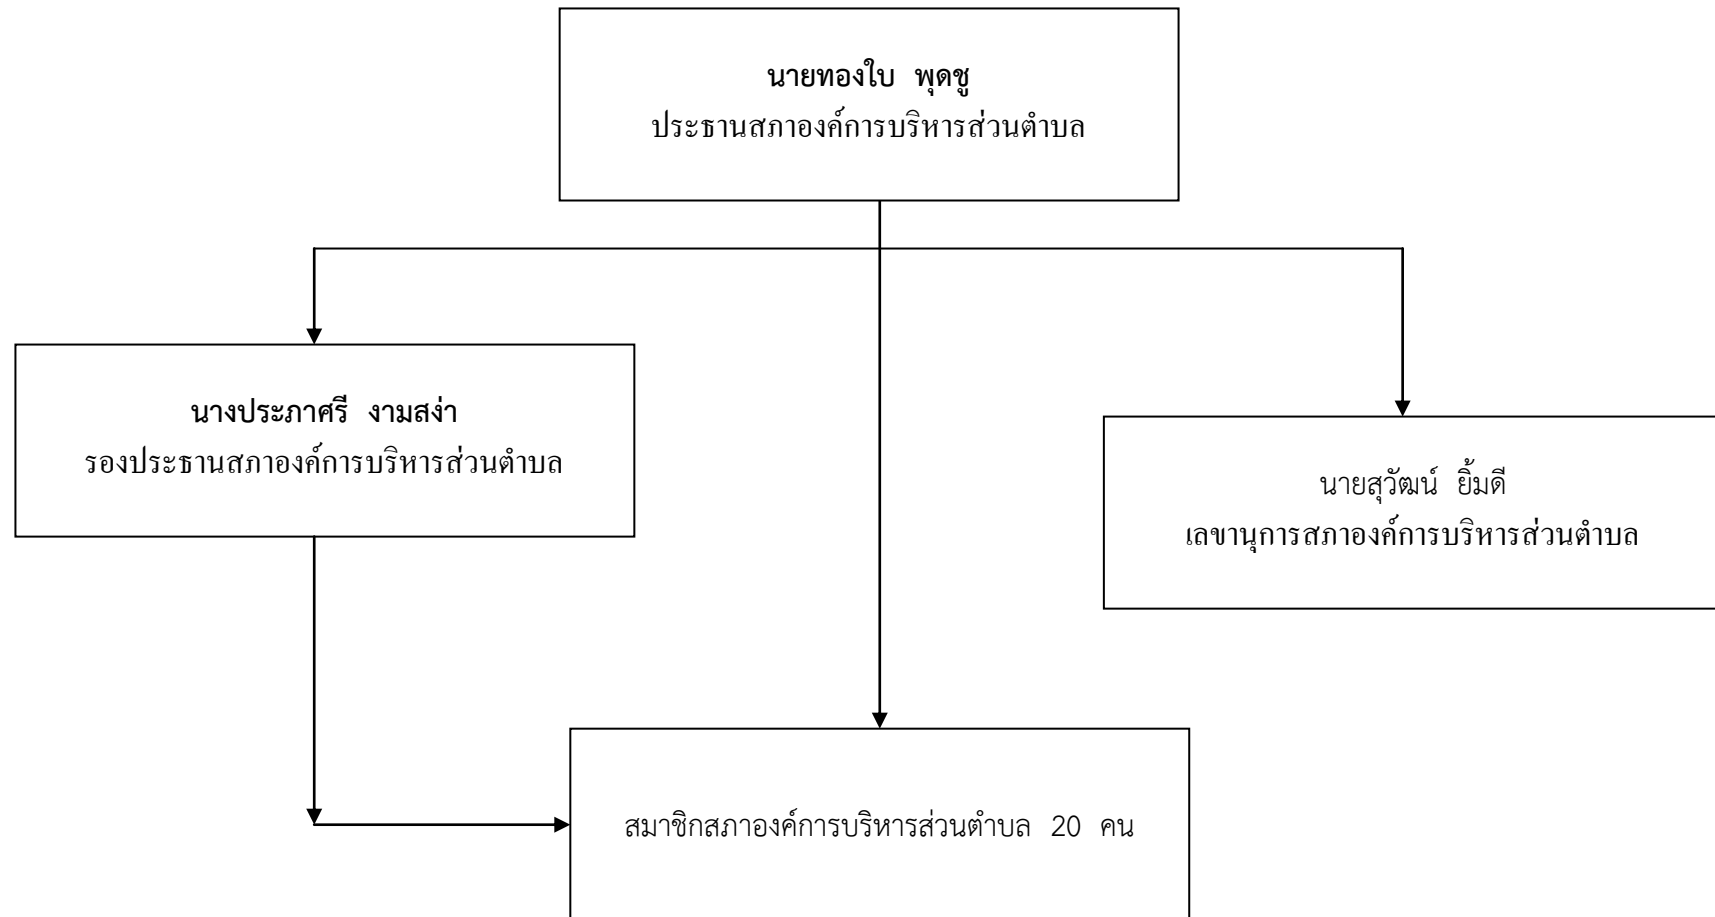 นายทองใบ พุดชู
ประธานสภาองค์การบริหารส่วนตำบล
นางประภาศรี งามสง่า
รองประธานสภาองค์การบริหารส่วนตำบล
นายสุวัฒน์ ยิ้มดี
เลขานุการสภาองค์การบริหารส่วนตำบล
สมาชิกสภาองค์การบริหารส่วนตำบล 20 คน